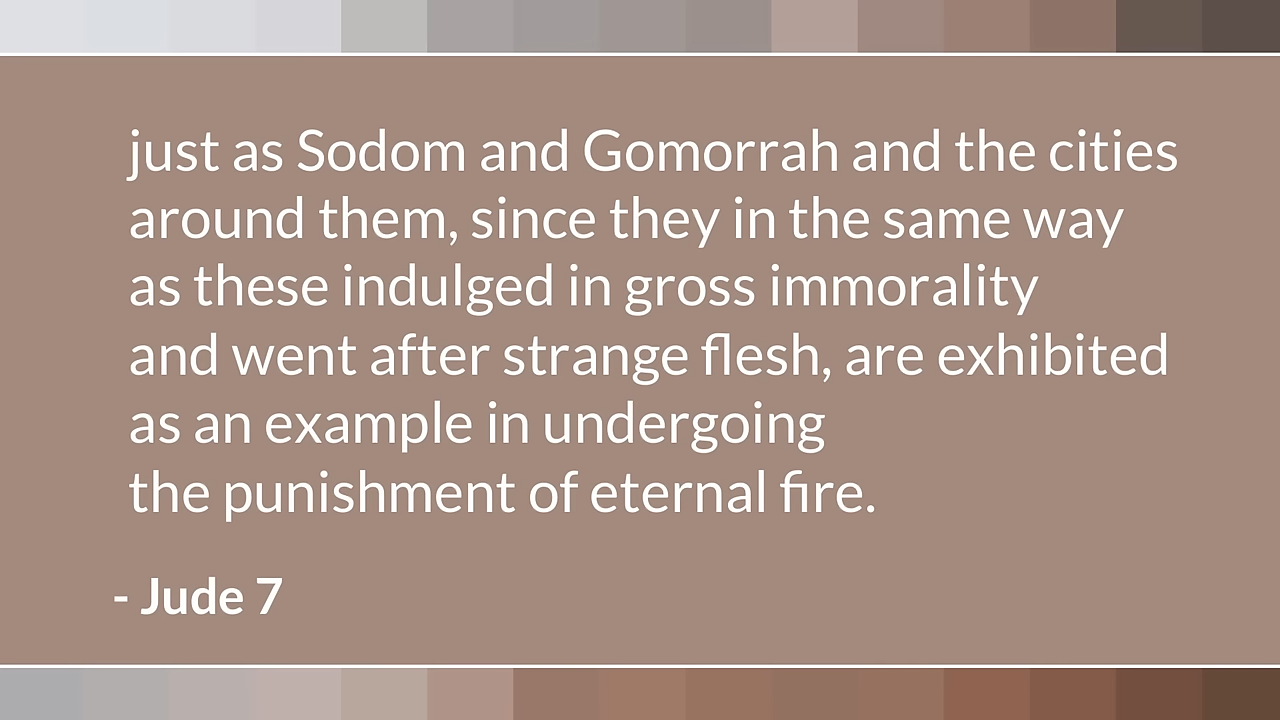 just as Sodom and Gomorrah and the cities
around them, since they in the same way
as these indulged in gross immorality
and went after strange flesh, are exhibited
as an example in undergoing
the punishment of eternal fire.
- Jude 7